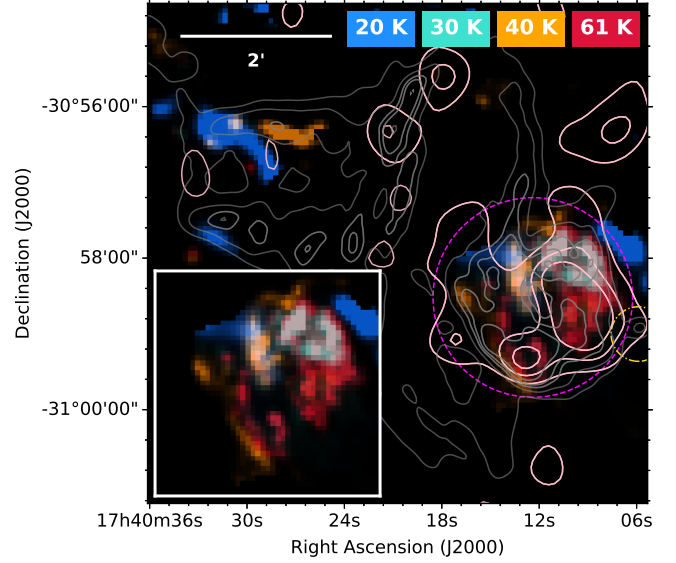 20 K 30 K 40 K 61 K
2'
-30°56'00"
58'00"
-31°00'00"
Declination (J2000)
17h40m36s 30s 24s 18s 12s 06s
Right Ascension (J2000)